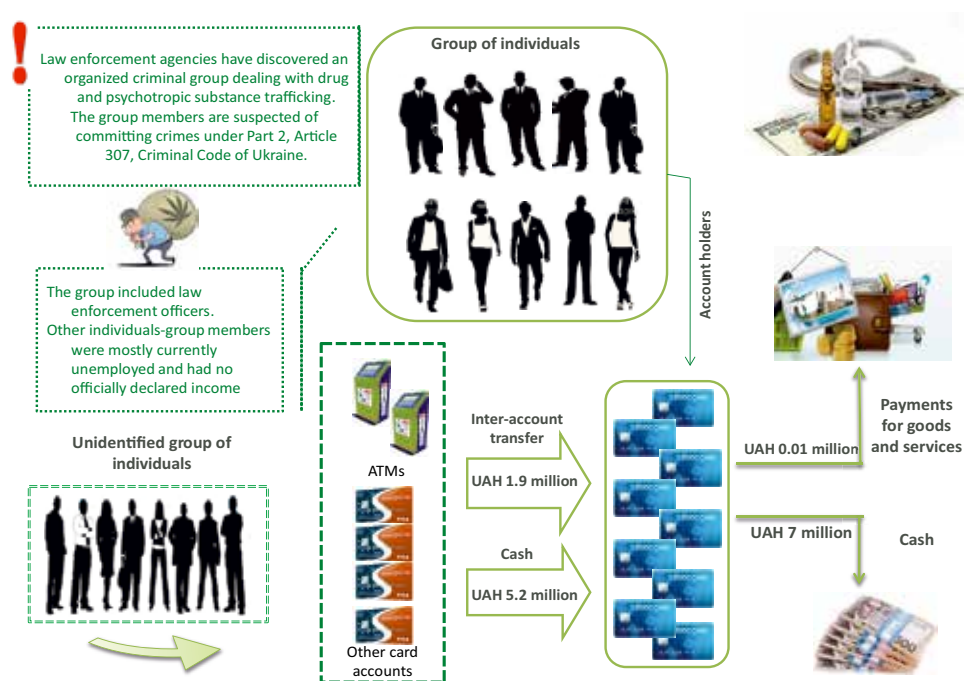 Law enforcement agencies have discovered an
organized criminal group dealing with drug
and psychotropic substance trafficking.
The group members are suspected of
committing crimes under Part 2, Article
307, Criminal Code of Ukraine.
Group of individuals
Account holders
The group included law
enforcement officers.
Other individuals-group members
were mostly currently
unemployed and had no
officially declared income
Unidentified group of
individuals
ATMs
Other card
accounts
Inter-account
transfer
UAH 1.9 million
Cash
UAH 5.2 million
UAH 0.01 million
Payments
for goods
and services
UAH 7 million
Cash